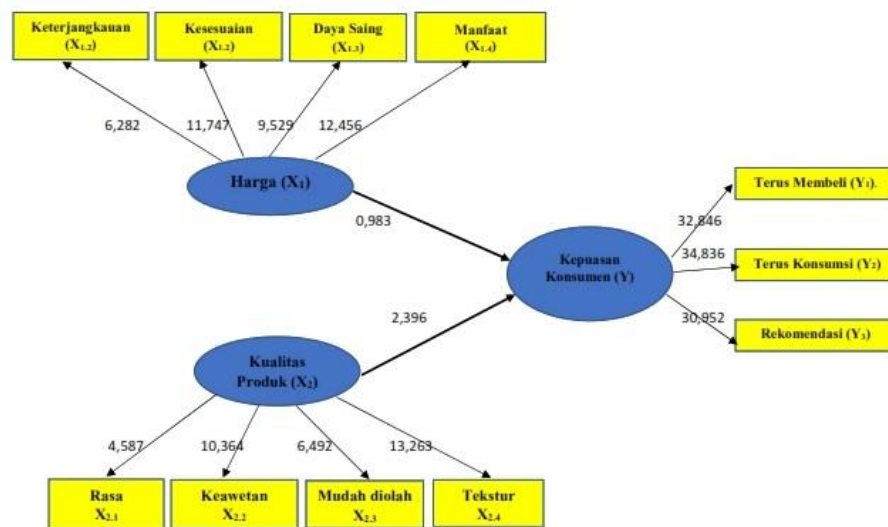 Keterjangkauan
(X₁.₂)
Kesesuaian
(X₁.₂)
Daya Saing
(X₁.₃)
Manfaat
(X₁.₄)
6,282
11,747
9,529
12,456
Harga (X₁)
0,983
Terus Membeli (Y₁).
32,846
Kepuasan
Konsumen (Y)
34,836
Terus Konsumsi (Y₂)
30,952
Rekomendasi (Y₃)
2,396
Kualitas
Produk (X₂)
4,587
10,364
6,492
13,263
Rasa
X₂.₁
Keawetan
X₂.₂
Mudah diolah
X₂.₃
Tekstur
X₂.₄